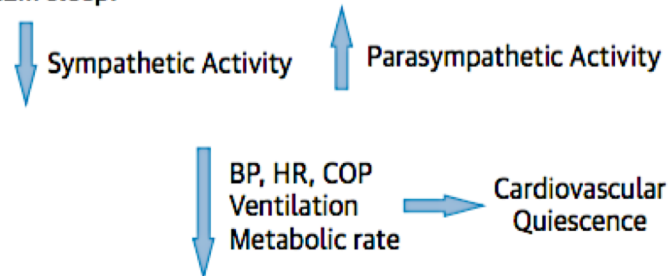 Sympathetic Activity
Parasympathetic Activity
BP, HR, COP
Ventilation
Metabolic rate
Cardiovascular
Quiescence